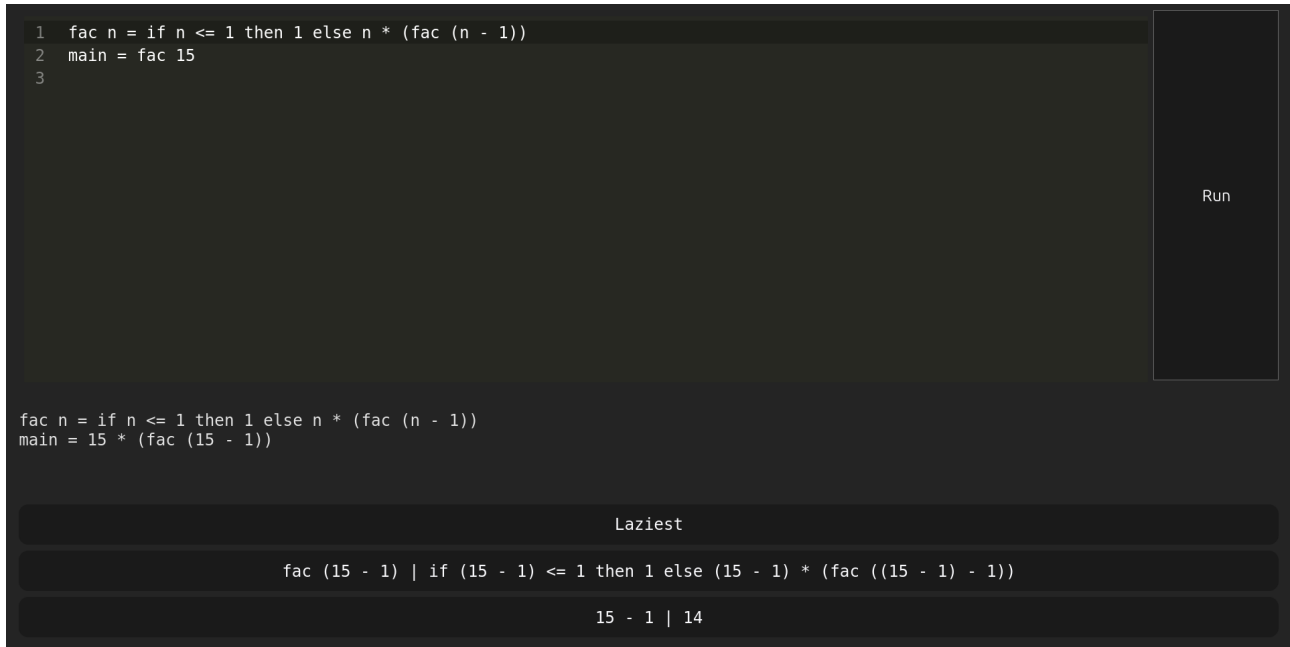 1 fac n = if n <= 1 then 1 else n * (fac (n - 1))
2 main = fac 15
3
Run
fac n = if n <= 1 then 1 else n * (fac (n - 1))
main = 15 * (fac (15 - 1))
Laziest
fac (15 - 1) | if (15 - 1) <= 1 then 1 else (15 - 1) * (fac ((15 - 1) - 1))
15 - 1 | 14